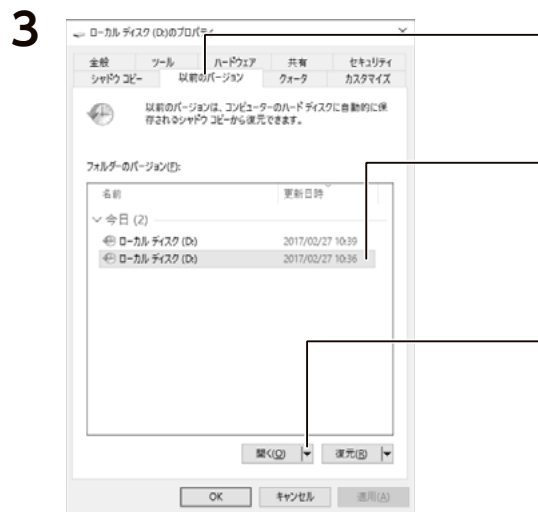 3
ローカル ディスク (D:)のプロパティ
全般 ツール ハードウェア 共有 セキュリティ
シャドウ コピー 以前のバージョン クォータ カスタマイズ
以前のバージョンは、コンピューターのハード ディスクに自動的に保
存されるシャドウ コピーから復元できます。
フォルダーのバージョン(F):
名前 更新日時
今日 (2)
ローカル ディスク (D:) 2017/02/27 10:39
ローカル ディスク (D:) 2017/02/27 10:36
開く(O) 復元(R)
OK キャンセル 適用(A)